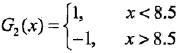 G₂(x) = { 1, x < 8.5
−1, x > 8.5